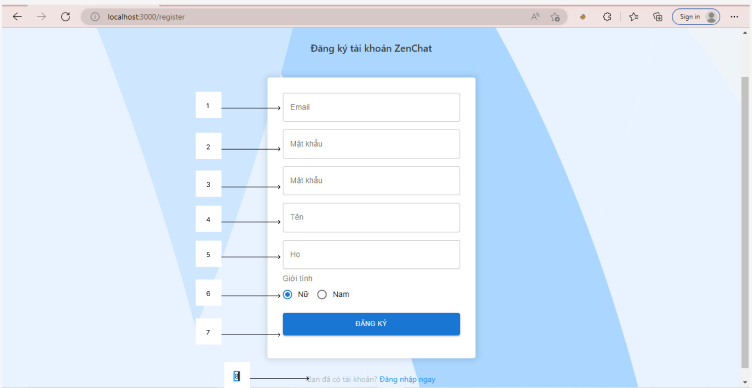 localhost:3000/register
Sign in
Đăng ký tài khoản ZenChat
1
Email
2
Mật khẩu
3
Mật khẩu
4
Tên
5
Họ
Giới tính
6
Nữ
Nam
7
ĐĂNG KÝ
Bạn đã có tài khoản? Đăng nhập ngay